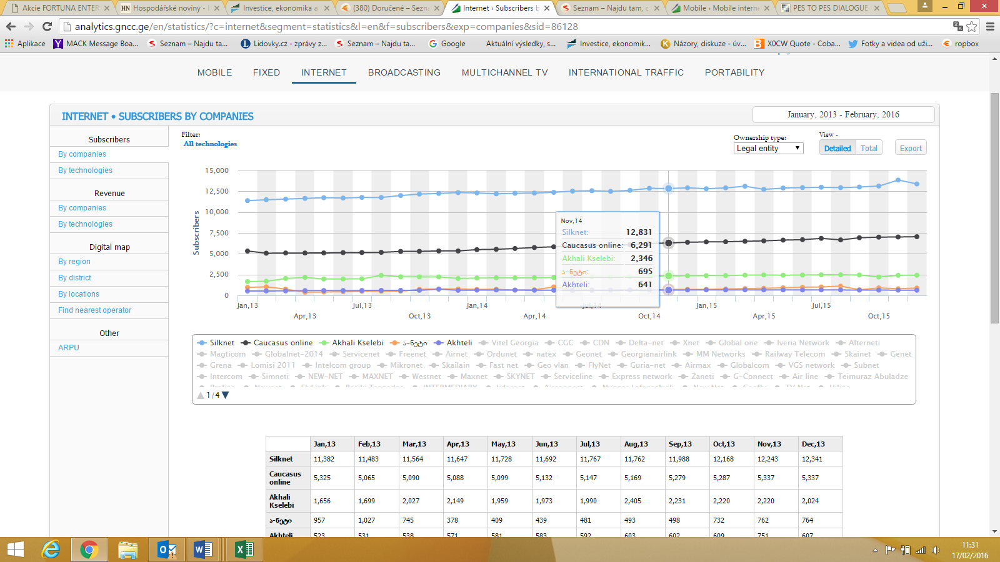 Akcie FORTUNA ENTER
Hospodářské noviny -
Investice, ekonomika a
(380) Doručené – Sezna
Internet › Subscribers b
Seznam – Najdu tam, c
Mobile › Mobile interne
PES TO PES DIALOGUE
analytics.gncc.ge/en/statistics/?c=internet&segment=statistics&l=en&f=subscribers&exp=companies&sid=86128
Aplikace
MACK Message Boa...
Seznam – Najdu ta...
Lidovky.cz - zprávy z...
Seznam – Najdu ta...
Google
Aktuální výsledky, s...
Investice, ekonomik...
Názory, diskuze - úv...
X0CW Quote - Coba...
Fotky a videa od uži...
ropbox
MOBILE FIXED INTERNET BROADCASTING MULTICHANNEL TV INTERNATIONAL TRAFFIC PORTABILITY
INTERNET • SUBSCRIBERS BY COMPANIES
January, 2013 - February, 2016
Subscribers
By companies
By technologies
Revenue
By companies
By technologies
Digital map
By region
By district
By locations
Find nearest operator
Other
ARPU
Filter:
All technologies
Ownership type:
Legal entity
View -
Detailed Total
Export
Subscribers
15,000
12,500
10,000
7,500
5,000
2,500
0
Jan,13 Jul,13 Jan,14 Jul,14 Jan,15 Jul,15
Apr,13 Oct,13 Apr,14 Oct,14 Apr,15 Oct,15
Nov,14
Silknet: 12,831
Caucasus online: 6,291
Akhali Kselebi: 2,346
ა-ნეტი: 695
Akhteli: 641
Silknet Caucasus online Akhali Kselebi ა-ნეტი Akhteli Vitel Georgia CGC CDN Delta-net Xnet Global one Iveria Network Alterneti
Magticom Globalnet-2014 Servicenet Freenet Airnet Ordunet natex Geonet Georgianairlink MM Networks Railway Telecom Skainet Genet
Grena Lomisi 2011 Intelcom group Mikronet Skailain Fast net Geo vlan FlyNet Guria-net Airmax Globalcom VGS network Subnet
Intercom Simneti NEW-NET MAXNET Westnet Maxnet SKYNET Serviceline Express network Zaneti G-Connect Air line Teimuraz Abuladze
1/4
Jan,13 Feb,13 Mar,13 Apr,13 May,13 Jun,13 Jul,13 Aug,13 Sep,13 Oct,13 Nov,13 Dec,13
Silknet 11,382 11,483 11,564 11,647 11,728 11,692 11,767 11,762 11,988 12,168 12,243 12,341
Caucasus online 5,325 5,065 5,090 5,088 5,099 5,132 5,147 5,169 5,279 5,287 5,337 5,337
Akhali Kselebi 1,656 1,699 2,027 2,149 1,959 1,973 1,990 2,405 2,231 2,220 2,220 2,024
ა-ნეტი 957 1,027 745 378 409 439 481 493 498 732 762 764
Akhteli 523 531 538 571 581 583 592 603 602 609 751 607
11:31
17/02/2016